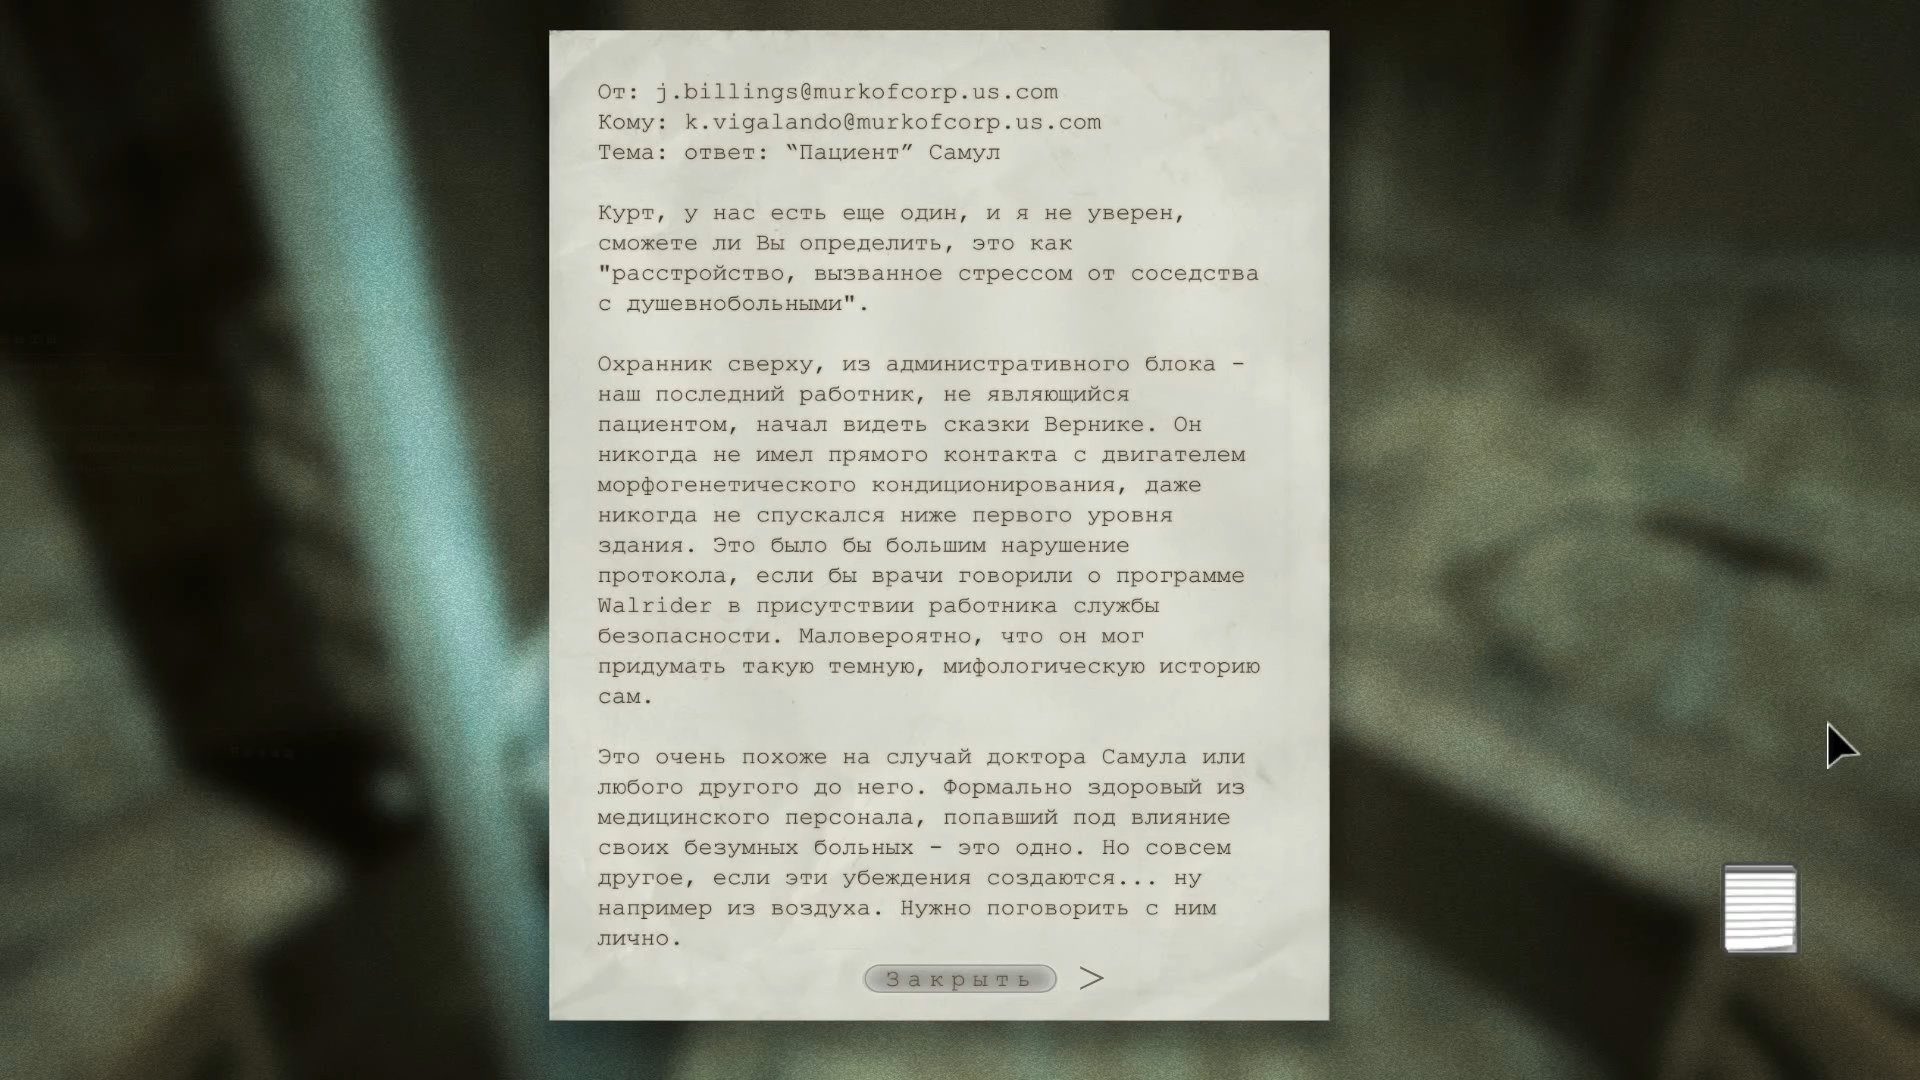 От: j.billings@murkofcorp.us.com
Кому: k.vigalando@murkofcorp.us.com
Тема: ответ: “Пациент” Самул
Курт, у нас есть еще один, и я не уверен,
сможете ли Вы определить, это как
"расстройство, вызванное стрессом от соседства
с душевнобольными".
Охранник сверху, из административного блока –
наш последний работник, не являющийся
пациентом, начал видеть сказки Вернике. Он
никогда не имел прямого контакта с двигателем
морфогенетического кондиционирования, даже
никогда не спускался ниже первого уровня
здания. Это было бы большим нарушение
протокола, если бы врачи говорили о программе
Walrider в присутствии работника службы
безопасности. Маловероятно, что он мог
придумать такую темную, мифологическую историю
сам.
Это очень похоже на случай доктора Самула или
любого другого до него. Формально здоровый из
медицинского персонала, попавший под влияние
своих безумных больных – это одно. Но совсем
другое, если эти убеждения создаются... ну
например из воздуха. Нужно поговорить с ним
лично.
Закрыть >